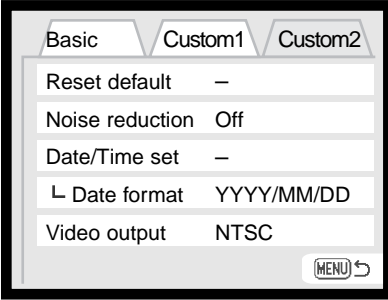 Basic Custom1 Custom2
Reset default –
Noise reduction Off
Date/Time set –
Date format YYYY/MM/DD
Video output NTSC
MENU